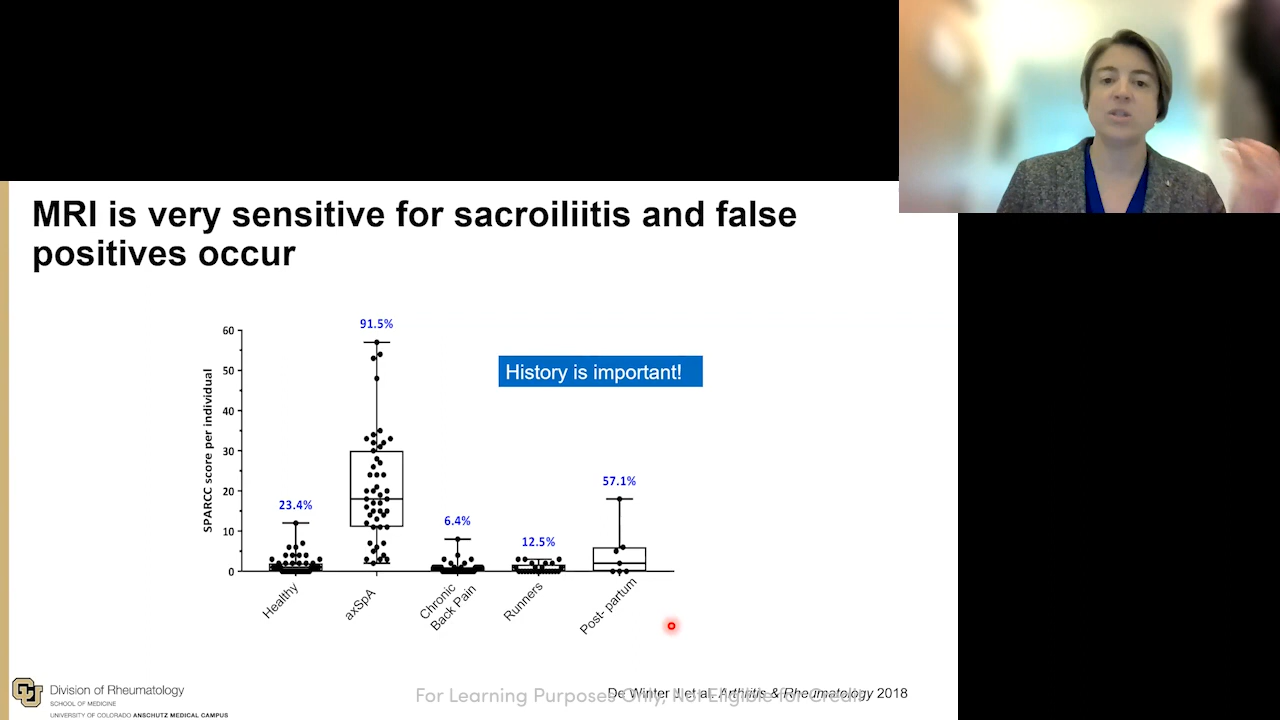 MRI is very sensitive for sacroiliitis and false
positives occur
SPARCC score per individual
60
50
40
30
20
10
0
23.4%
91.5%
6.4%
12.5%
57.1%
Healthy
axSpA
Chronic
Back Pain
Runners
Post- partum
History is important!
CU
Division of Rheumatology
SCHOOL OF MEDICINE
UNIVERSITY OF COLORADO ANSCHUTZ MEDICAL CAMPUS
For Learning Purposes Only, Not Eligible for Credit
De Winter J et al. Arthritis & Rheumatology 2018